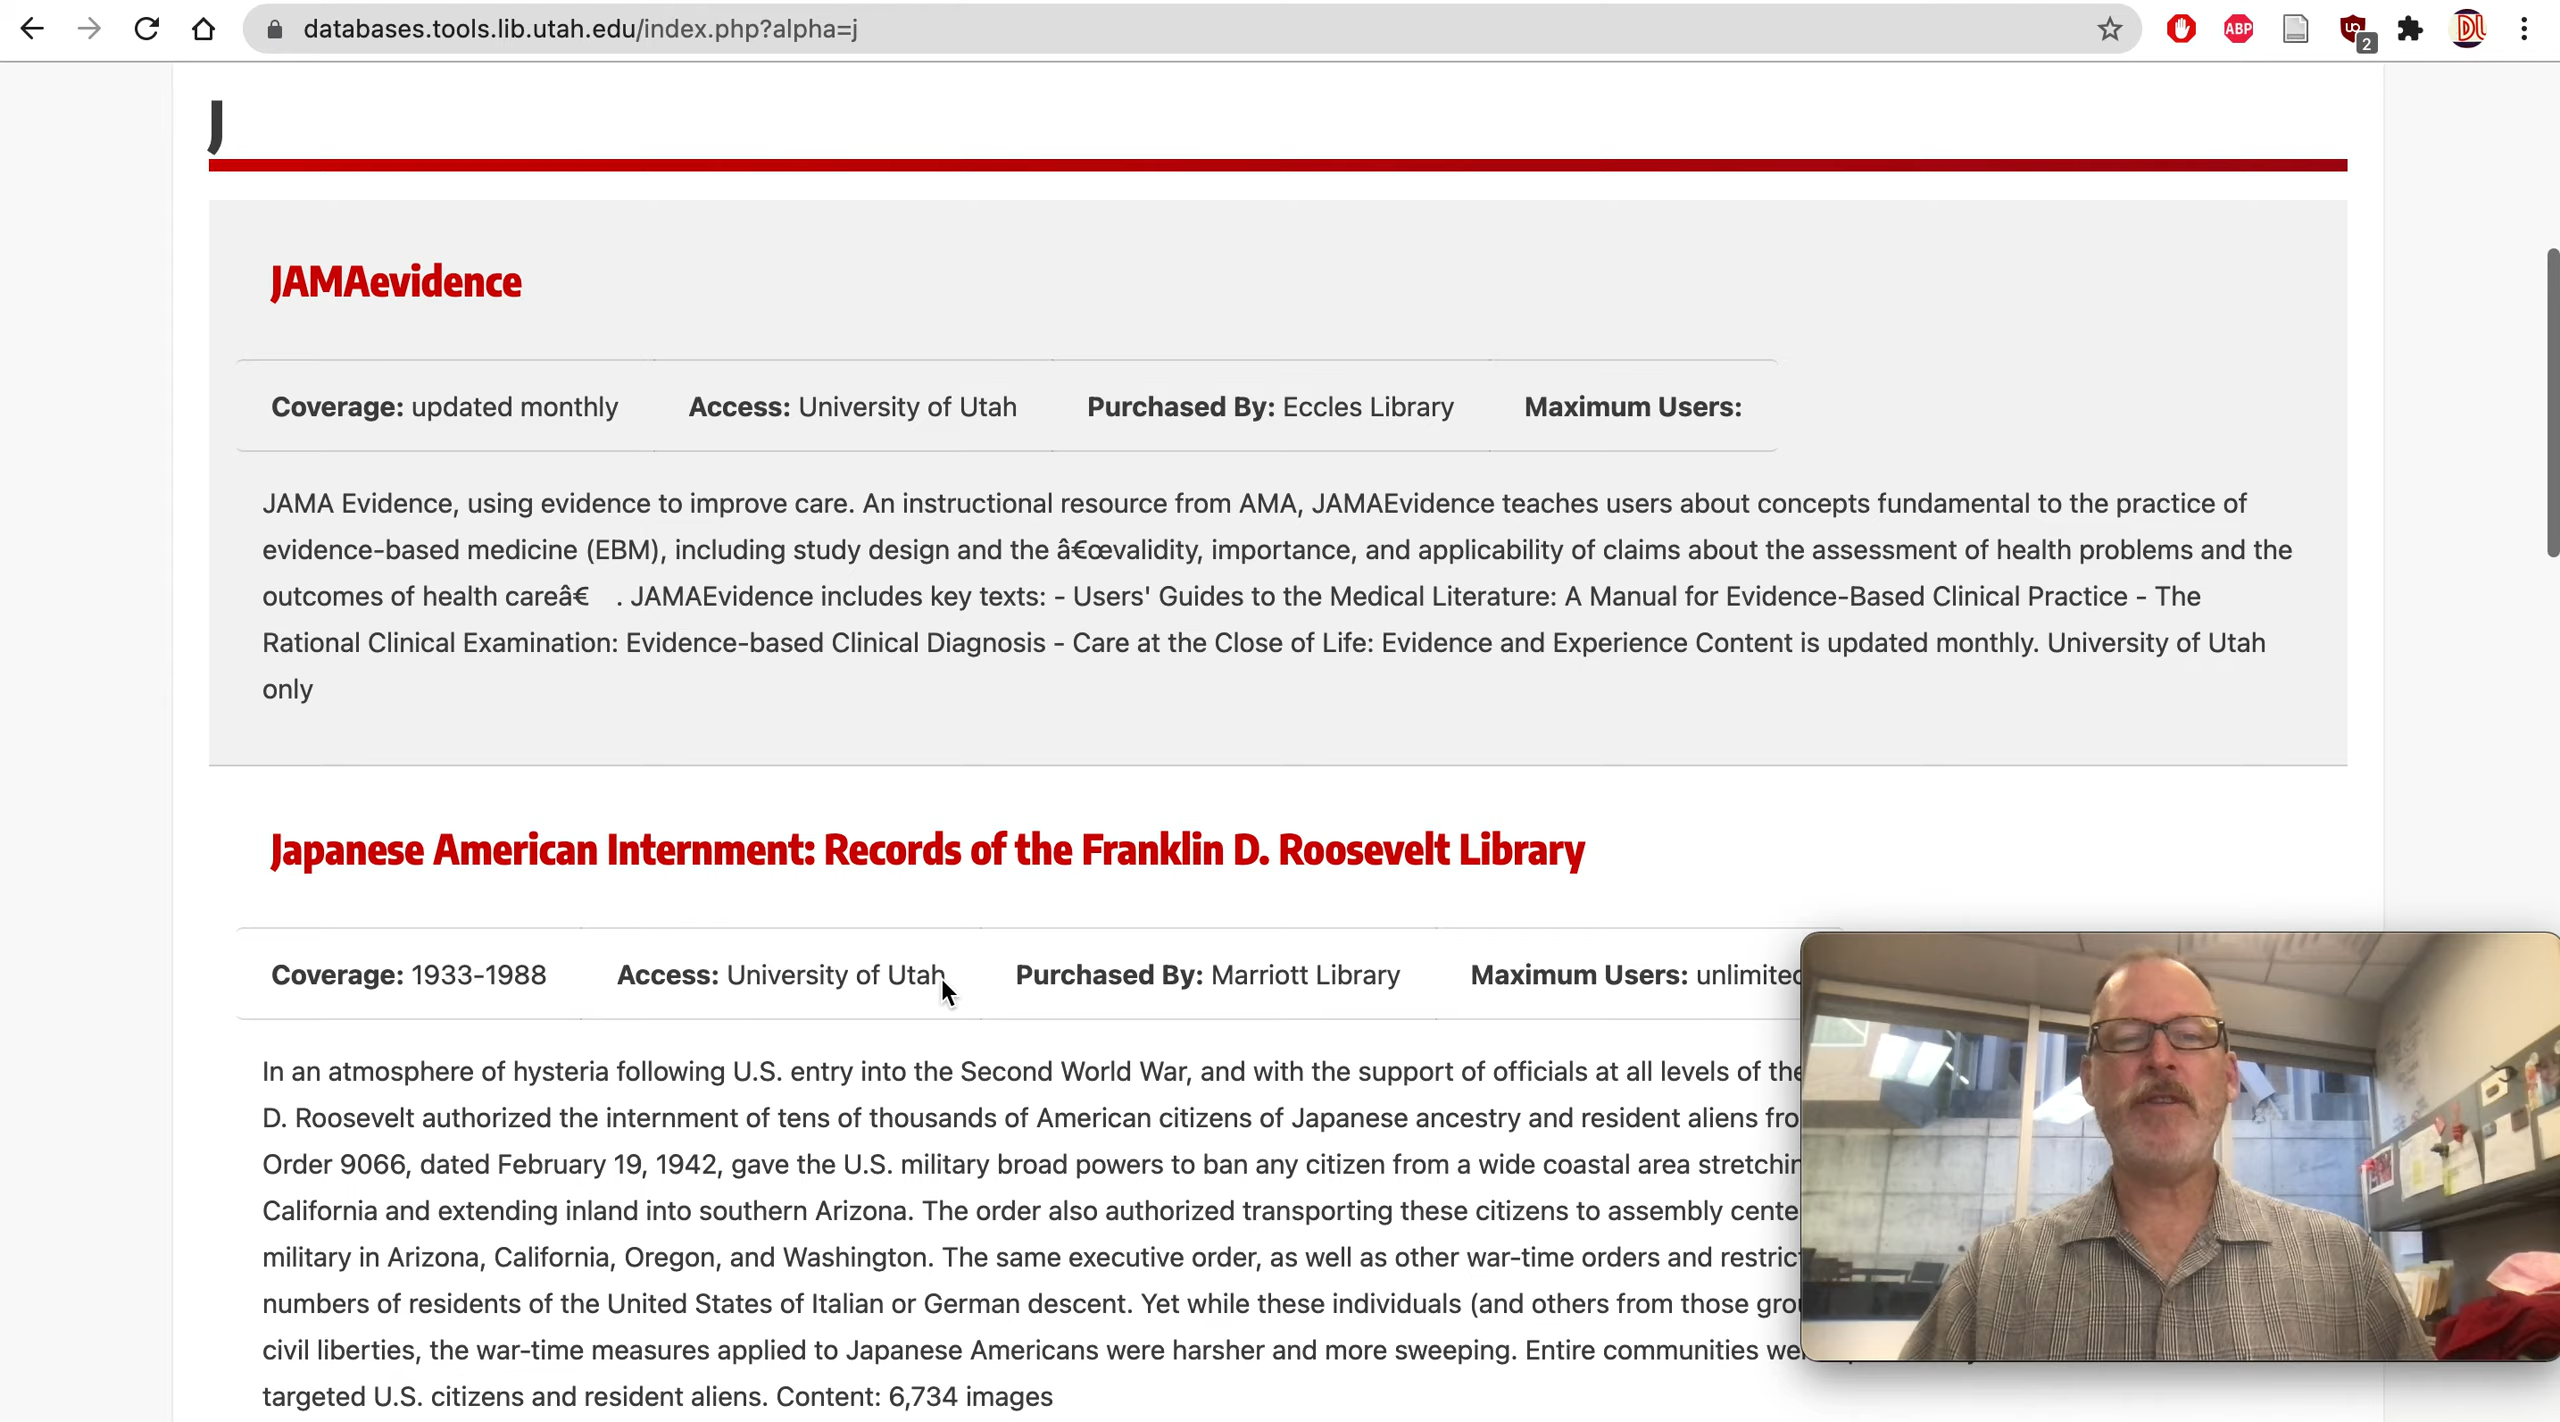 databases.tools.lib.utah.edu/index.php?alpha=j
ABP
2
DL
J
JAMAevidence
Coverage: updated monthly Access: University of Utah Purchased By: Eccles Library Maximum Users:
JAMA Evidence, using evidence to improve care. An instructional resource from AMA, JAMAEvidence teaches users about concepts fundamental to the practice of
evidence-based medicine (EBM), including study design and the â€œvalidity, importance, and applicability of claims about the assessment of health problems and the
outcomes of health careâ€ . JAMAEvidence includes key texts: - Users' Guides to the Medical Literature: A Manual for Evidence-Based Clinical Practice - The
Rational Clinical Examination: Evidence-based Clinical Diagnosis - Care at the Close of Life: Evidence and Experience Content is updated monthly. University of Utah
only
Japanese American Internment: Records of the Franklin D. Roosevelt Library
Coverage: 1933-1988 Access: University of Utah Purchased By: Marriott Library Maximum Users: unlimited
In an atmosphere of hysteria following U.S. entry into the Second World War, and with the support of officials at all levels of the
D. Roosevelt authorized the internment of tens of thousands of American citizens of Japanese ancestry and resident aliens fro
Order 9066, dated February 19, 1942, gave the U.S. military broad powers to ban any citizen from a wide coastal area stretchin
California and extending inland into southern Arizona. The order also authorized transporting these citizens to assembly cente
military in Arizona, California, Oregon, and Washington. The same executive order, as well as other war-time orders and restric
numbers of residents of the United States of Italian or German descent. Yet while these individuals (and others from those grou
civil liberties, the war-time measures applied to Japanese Americans were harsher and more sweeping. Entire communities we
targeted U.S. citizens and resident aliens. Content: 6,734 images